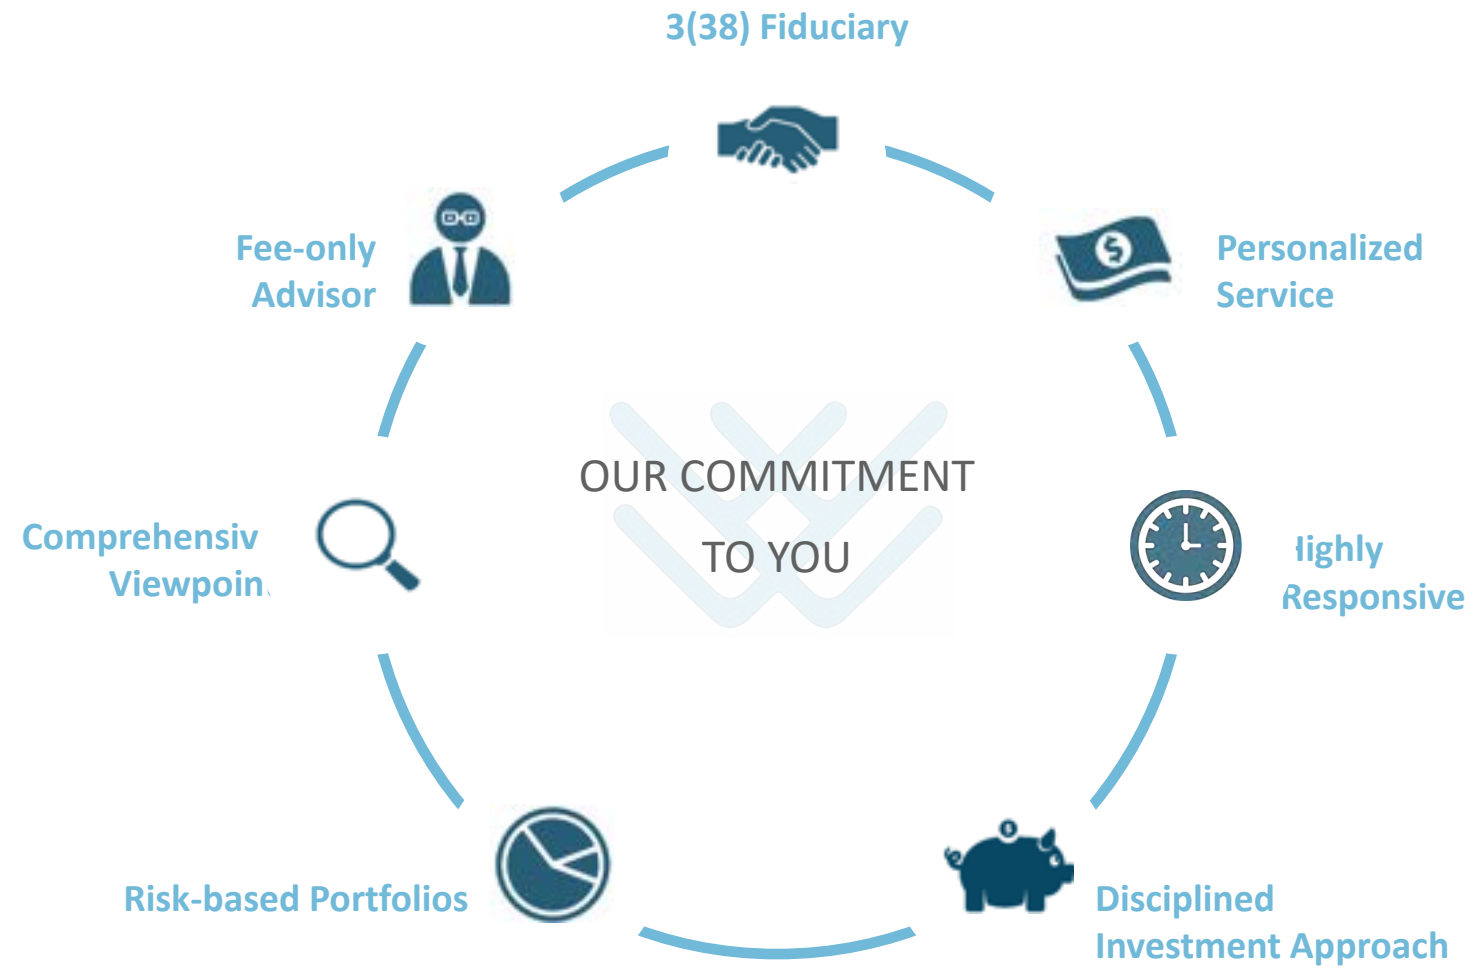 3(38) Fiduciary
Fee-only
Advisor
Personalized
Service
OUR COMMITMENT
TO YOU
Comprehensiv
Viewpoin
Highly
Responsive
Risk-based Portfolios
Disciplined
Investment Approach